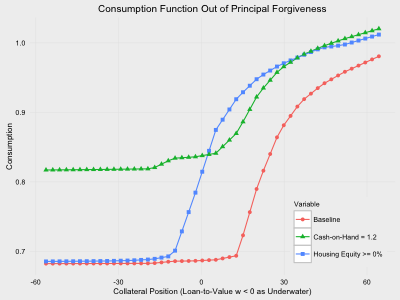 Consumption Function Out of Principal Forgiveness
1.0
0.9
0.8
0.7
Consumption
Variable
Baseline
Cash-on-Hand = 1.2
Housing Equity >= 0%
-60
-30
0
30
60
Collateral Position (Loan-to-Value w < 0 as Underwater)